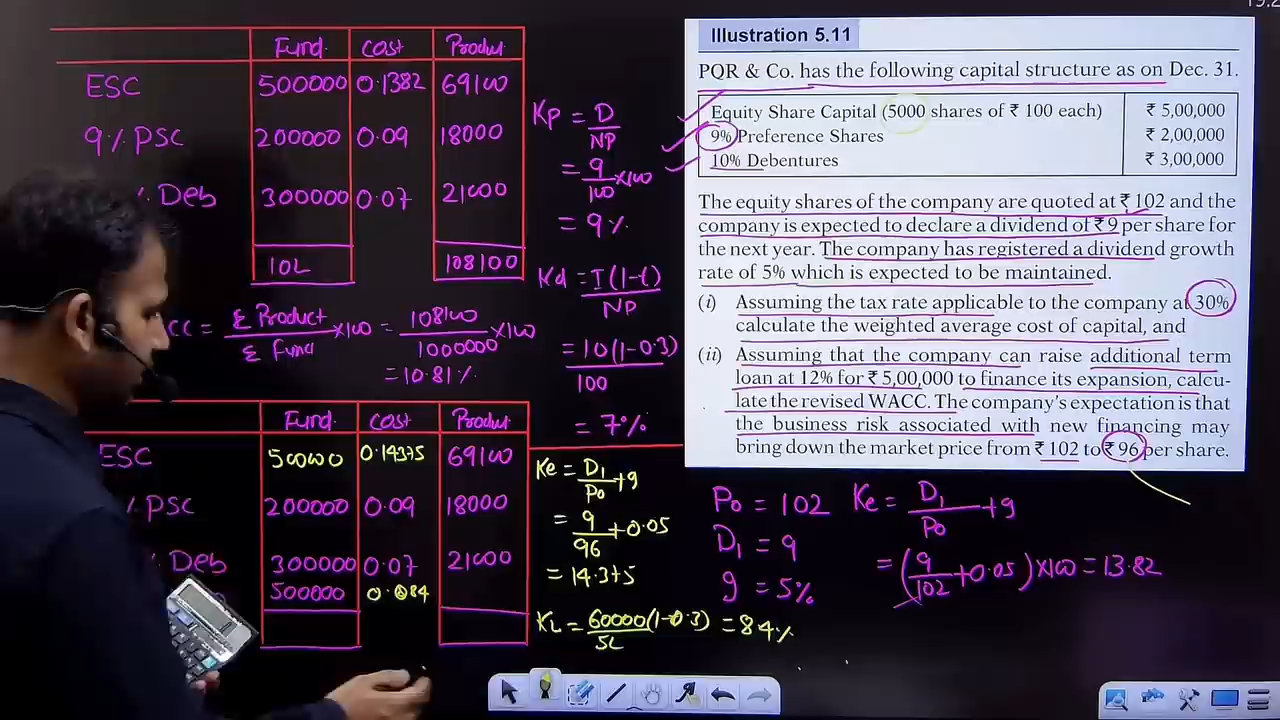 19.2
Fund Cost Product
ESC 500000 0.1382 69100
9% PSC 200000 0.09 18000
Deb 300000 0.07 21000
10L 108100
CC = Σ Product / Σ Fund ×100 = 108100 / 1000000 ×100
= 10.81%
Kp = D / NP
= 9 / 100 ×100
= 9%
Kd = I(1-t) / NP
= 10(1-0.3) / 100
= 7%
Fund Cost Product
ESC 500000 0.14375 69100
% PSC 200000 0.09 18000
Deb 300000 0.07 21000
500000 0.084
Ke = D1 / P0 + g
= 9 / 96 + 0.05
= 14.375
KL = 60000(1-0.3) / 5L = 84%
Illustration 5.11
PQR & Co. has the following capital structure as on Dec. 31.
Equity Share Capital (5000 shares of ₹ 100 each) ₹ 5,00,000
9% Preference Shares ₹ 2,00,000
10% Debentures ₹ 3,00,000
The equity shares of the company are quoted at ₹ 102 and the
company is expected to declare a dividend of ₹ 9 per share for
the next year. The company has registered a dividend growth
rate of 5% which is expected to be maintained.
(i) Assuming the tax rate applicable to the company at 30%
calculate the weighted average cost of capital, and
(ii) Assuming that the company can raise additional term
loan at 12% for ₹ 5,00,000 to finance its expansion, calcu-
late the revised WACC. The company's expectation is that
the business risk associated with new financing may
bring down the market price from ₹ 102 to ₹ 96 per share.
P0 = 102 Ke = D1 / P0 + g
D1 = 9
g = 5%
= (9 / 102 + 0.05) ×100 = 13.82